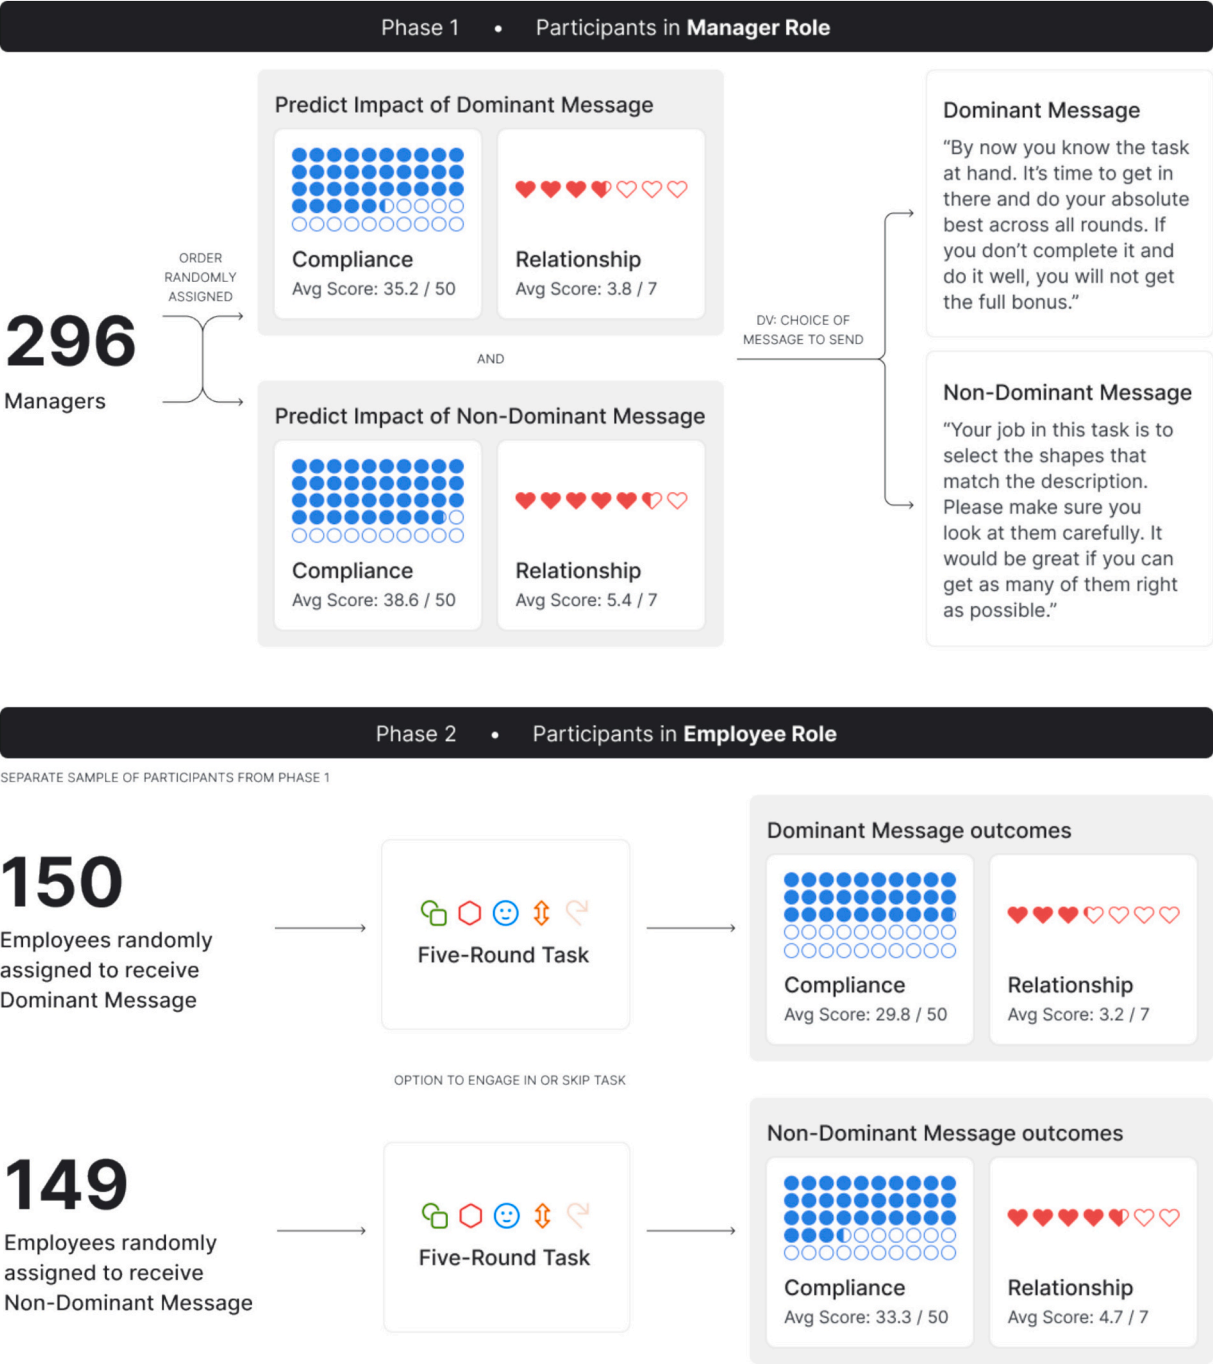 Phase 1 • Participants in Manager Role
296
Managers
ORDER
RANDOMLY
ASSIGNED
Predict Impact of Dominant Message
Compliance
Avg Score: 35.2 / 50
Relationship
Avg Score: 3.8 / 7
AND
Predict Impact of Non-Dominant Message
Compliance
Avg Score: 38.6 / 50
Relationship
Avg Score: 5.4 / 7
DV: CHOICE OF
MESSAGE TO SEND
Dominant Message
“By now you know the task
at hand. It’s time to get in
there and do your absolute
best across all rounds. If
you don’t complete it and
do it well, you will not get
the full bonus.”
Non-Dominant Message
“Your job in this task is to
select the shapes that
match the description.
Please make sure you
look at them carefully. It
would be great if you can
get as many of them right
as possible.”
Phase 2 • Participants in Employee Role
SEPARATE SAMPLE OF PARTICIPANTS FROM PHASE 1
150
Employees randomly
assigned to receive
Dominant Message
Five-Round Task
Dominant Message outcomes
Compliance
Avg Score: 29.8 / 50
Relationship
Avg Score: 3.2 / 7
OPTION TO ENGAGE IN OR SKIP TASK
149
Employees randomly
assigned to receive
Non-Dominant Message
Five-Round Task
Non-Dominant Message outcomes
Compliance
Avg Score: 33.3 / 50
Relationship
Avg Score: 4.7 / 7